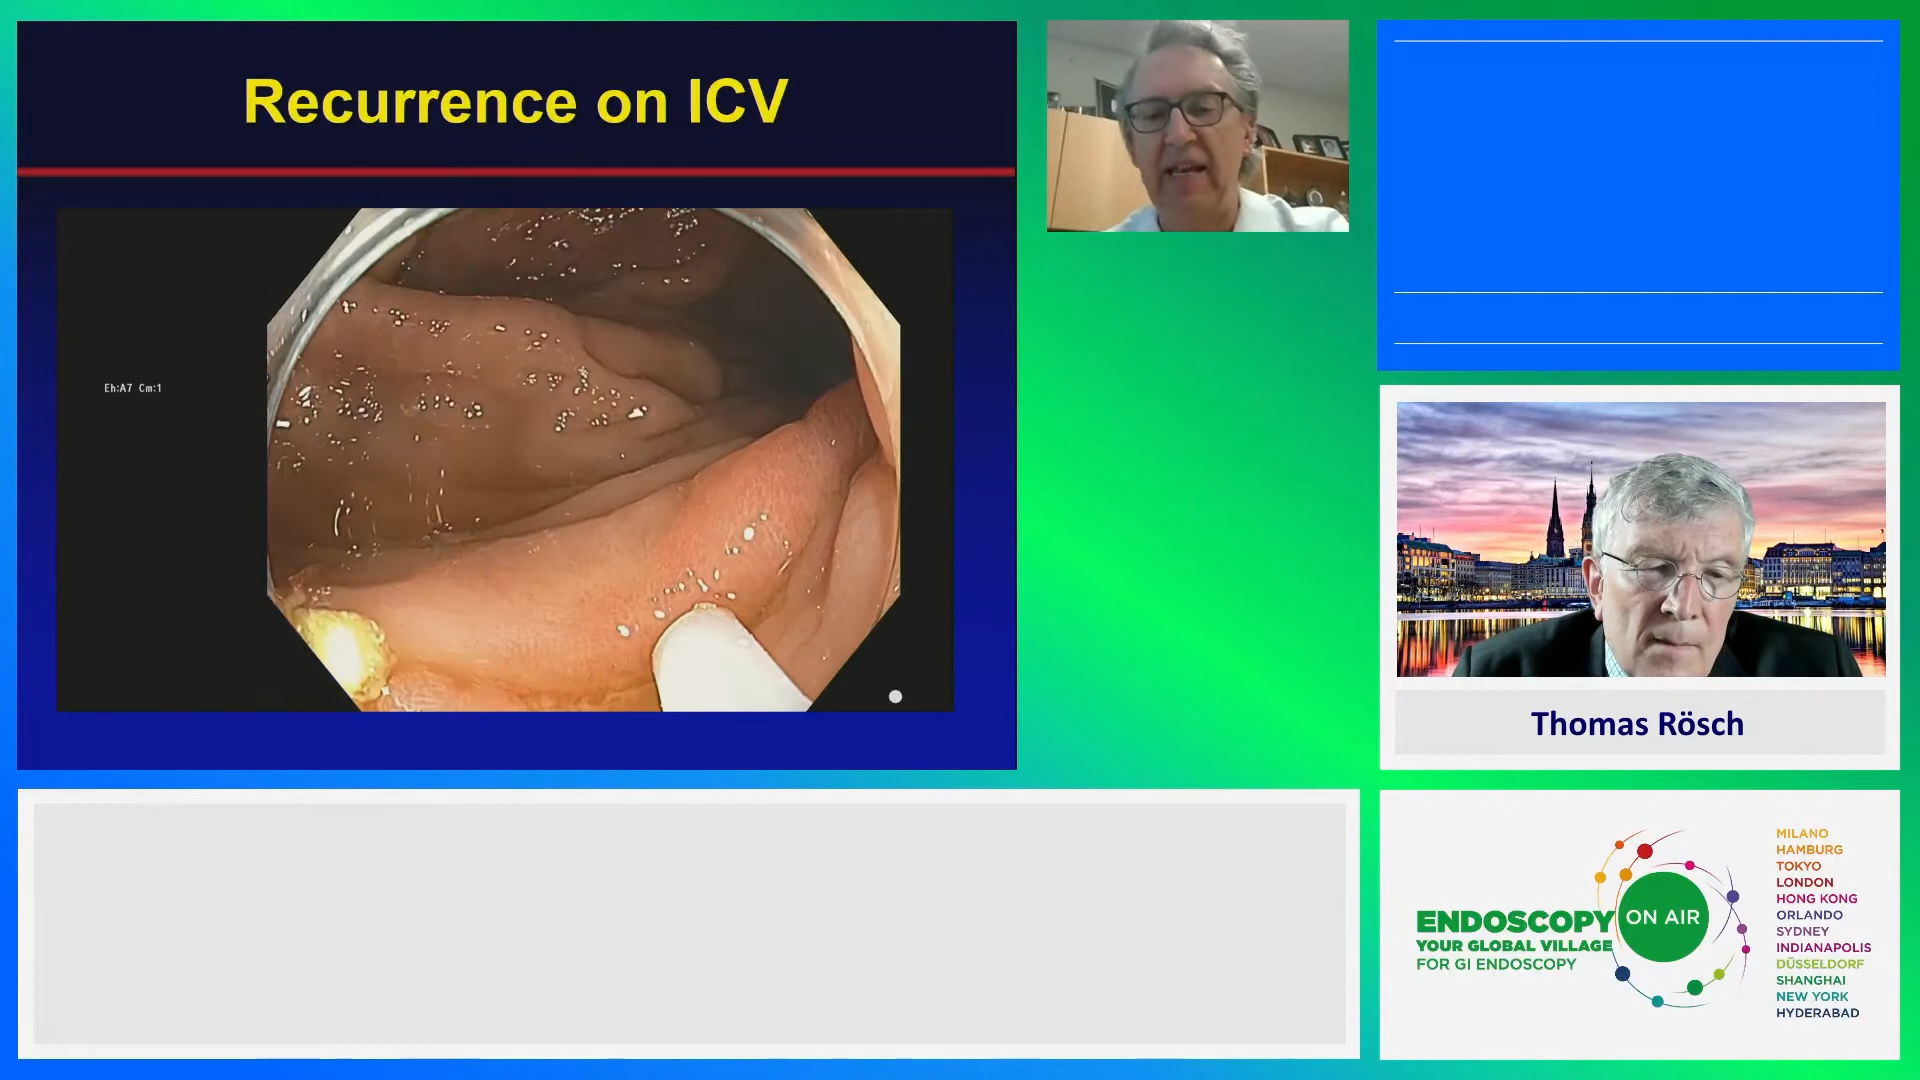 Recurrence on ICV
Eh:A7 Cm:1
Thomas Rösch
ENDOSCOPY
YOUR GLOBAL VILLAGE
FOR GI ENDOSCOPY
ON AIR
MILANO
HAMBURG
TOKYO
LONDON
HONG KONG
ORLANDO
SYDNEY
INDIANAPOLIS
DÜSSELDORF
SHANGHAI
NEW YORK
HYDERABAD